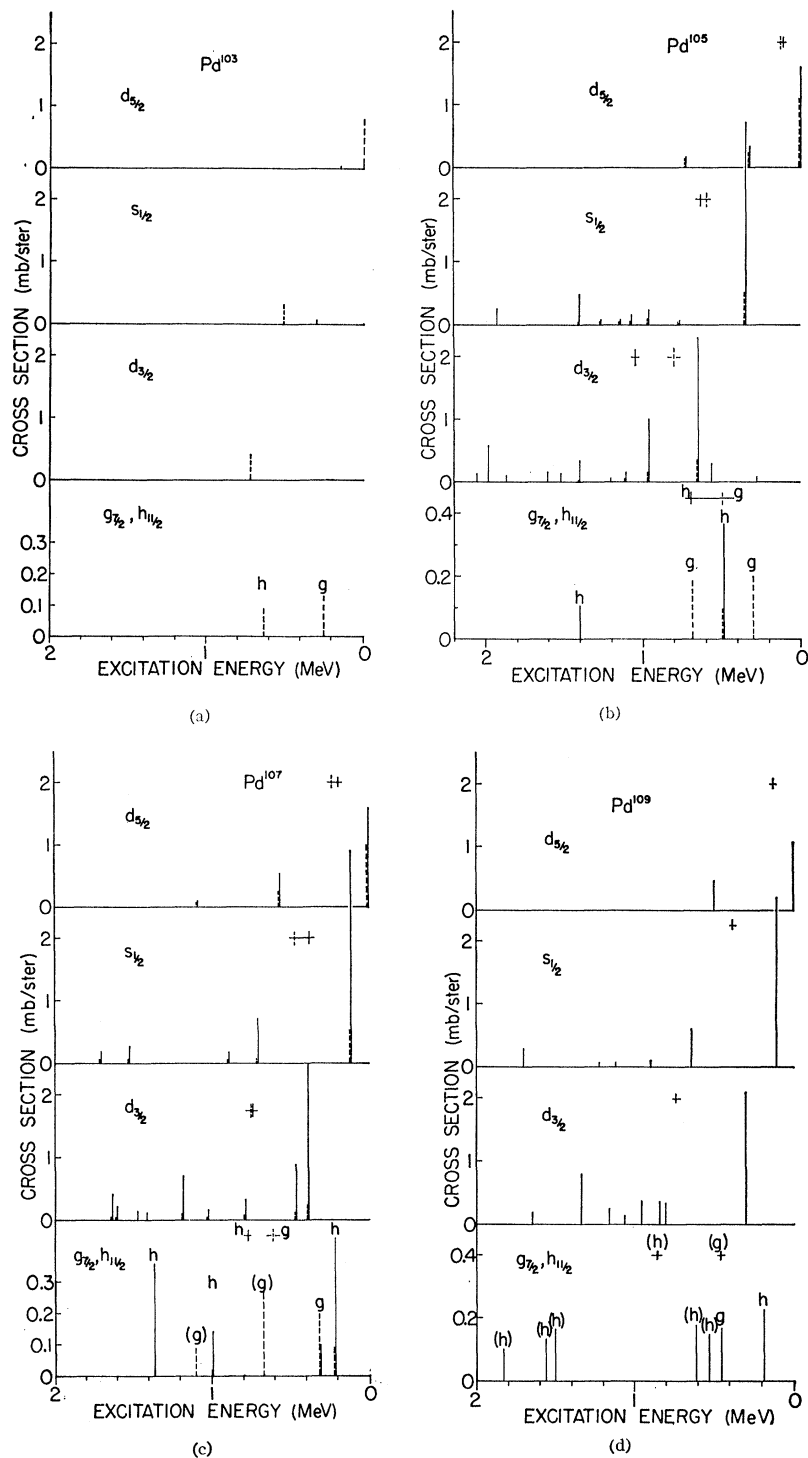 Pd103
d5/2
s1/2
d3/2
g7/2, h11/2
h
g
CROSS SECTION (mb/ster)
2
1
0
2
1
0
2
1
0
0.3
0.2
0.1
0
2
1
0
EXCITATION ENERGY (MeV)
(a)
Pd105
d5/2
s1/2
d3/2
g7/2, h11/2
h
g
h
g
g
h
CROSS SECTION (mb/ster)
2
1
0
2
1
0
2
1
0
0.4
0.2
0
2
1
0
EXCITATION ENERGY (MeV)
(b)
Pd107
d5/2
s1/2
d3/2
g7/2, h11/2
h
g
h
h
h
(g)
g
(g)
CROSS SECTION (mb/ster)
2
1
0
2
1
0
2
1
0
0.3
0.2
0.1
0
2
1
0
EXCITATION ENERGY (MeV)
(c)
Pd109
d5/2
s1/2
d3/2
g7/2, h11/2
(h)
(g)
(h)
(h)
(h)
(h)
(h)
g
h
CROSS SECTION (mb/ster)
2
1
0
2
1
0
2
1
0
0.4
0.2
0
2
1
0
EXCITATION ENERGY (MeV)
(d)